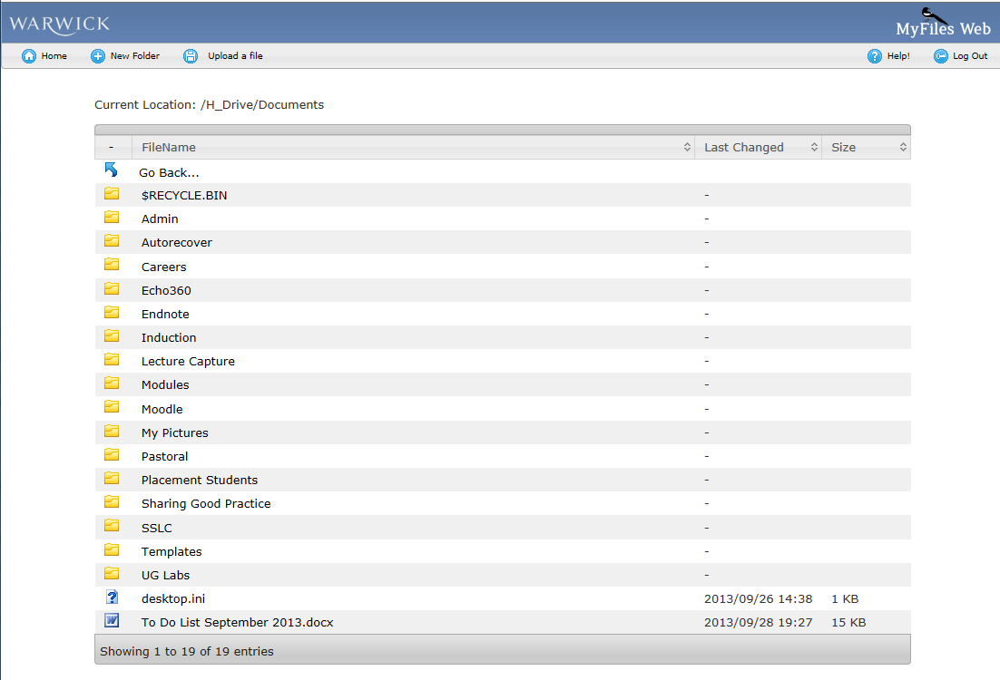 WARWICK
MyFiles Web
Home New Folder Upload a file Help! Log Out
Current Location: /H_Drive/Documents
- FileName Last Changed Size
Go Back...
$RECYCLE.BIN -
Admin -
Autorecover -
Careers -
Echo360 -
Endnote -
Induction -
Lecture Capture -
Modules -
Moodle -
My Pictures -
Pastoral -
Placement Students -
Sharing Good Practice -
SSLC -
Templates -
UG Labs -
desktop.ini 2013/09/26 14:38 1 KB
To Do List September 2013.docx 2013/09/28 19:27 15 KB
Showing 1 to 19 of 19 entries